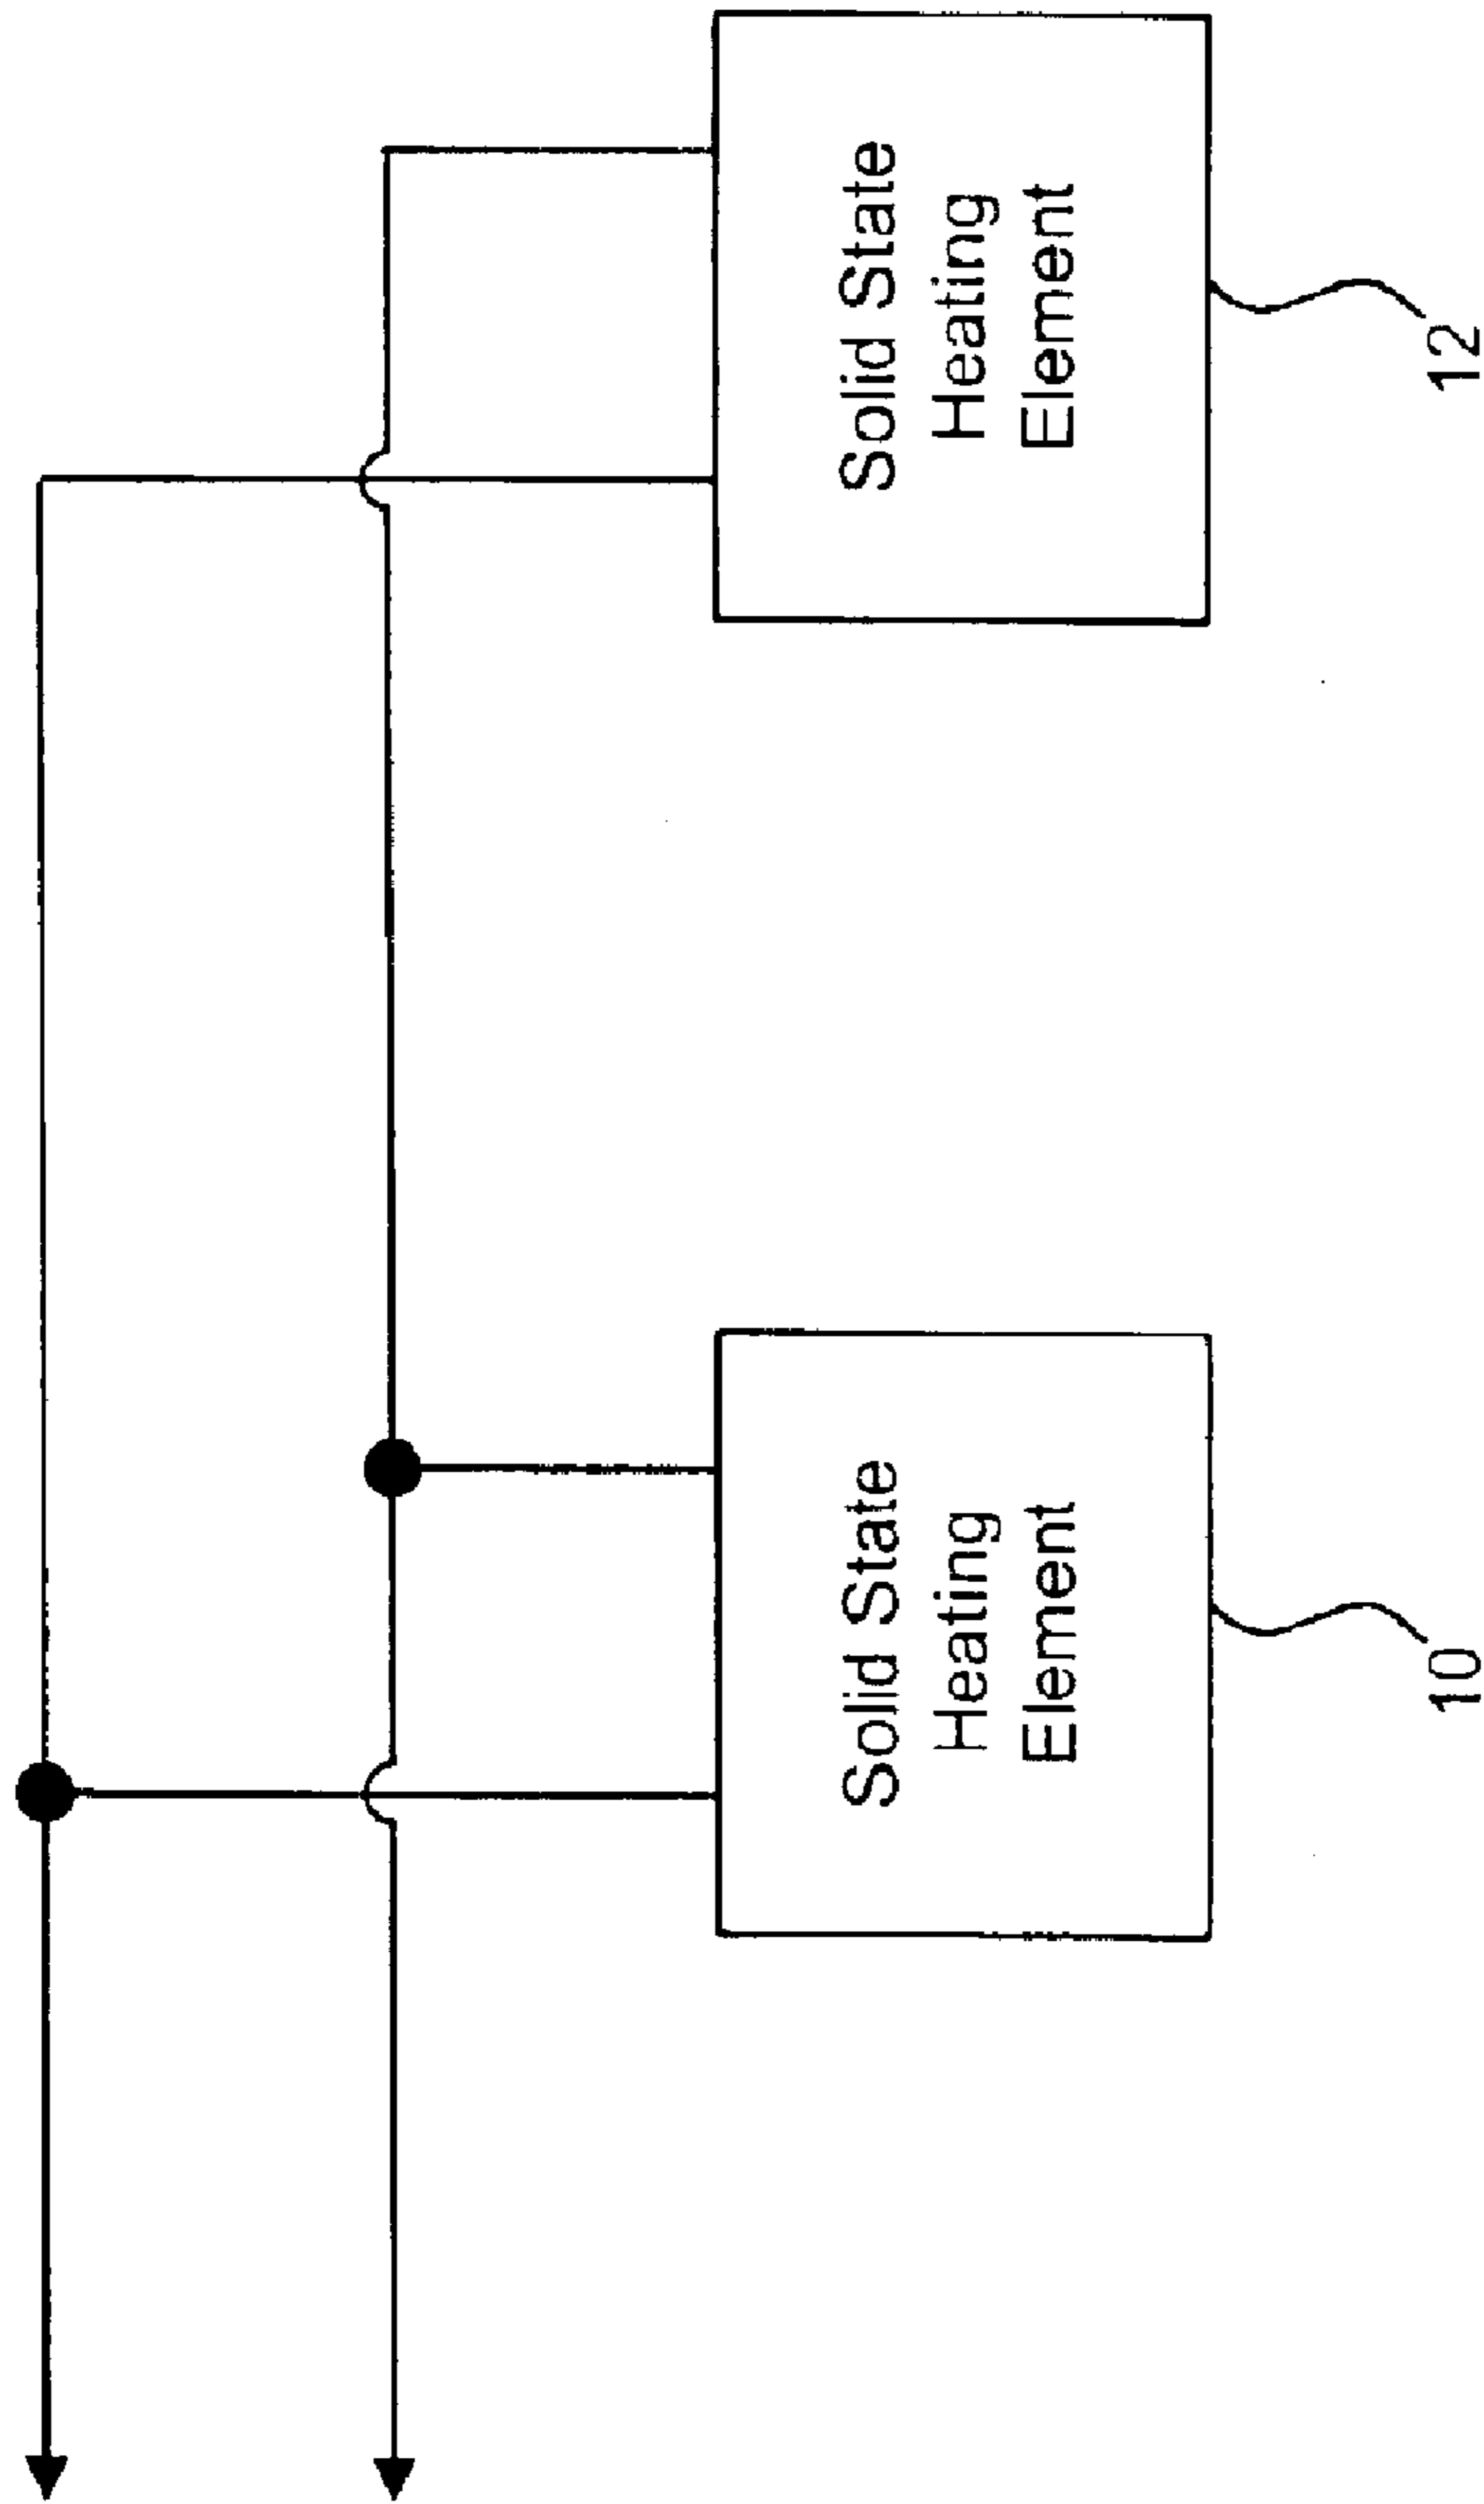 Solid State
Heating
Element
10
Solid State
Heating
Element
12